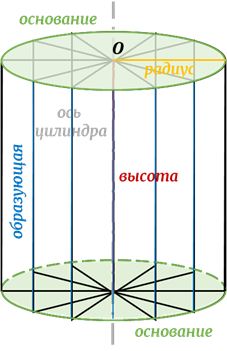 основание
O
радиус
ось
цилиндра
образующая
высота
основание